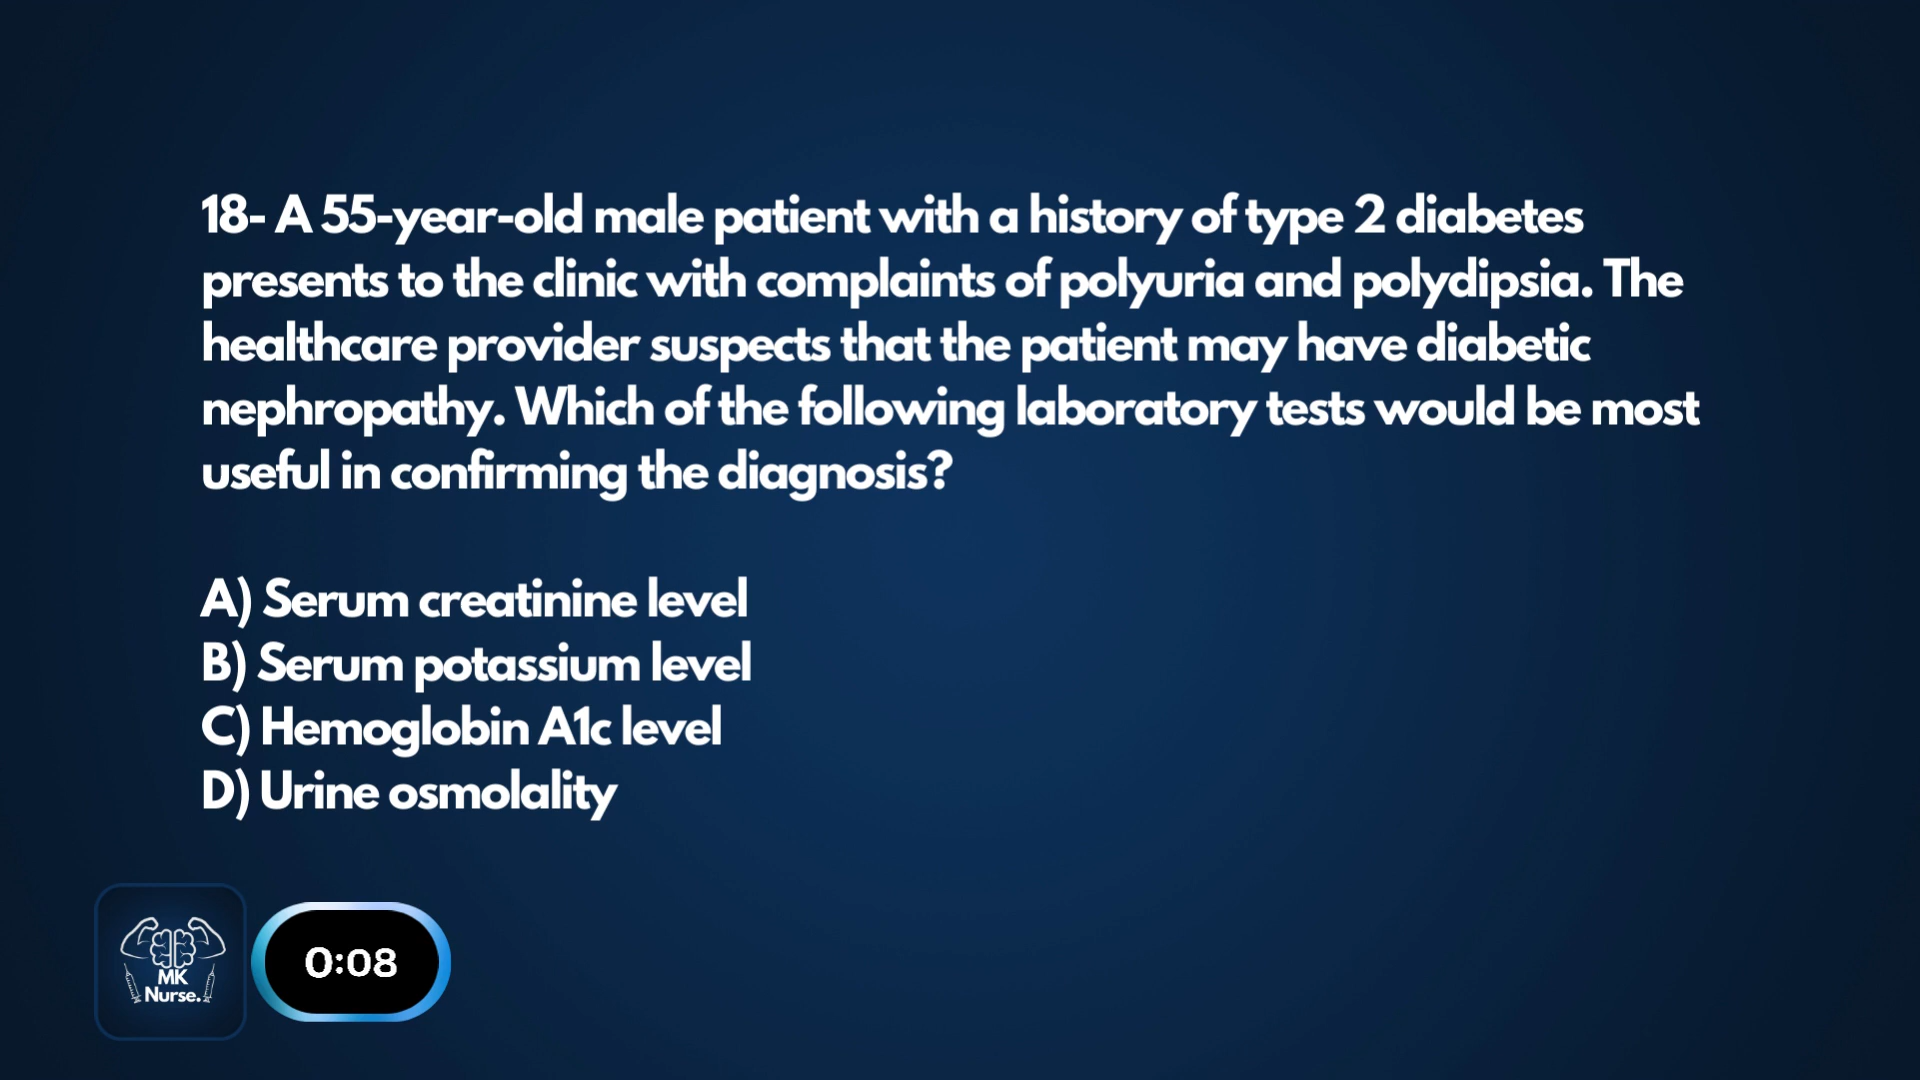 18- A 55-year-old male patient with a history of type 2 diabetes
presents to the clinic with complaints of polyuria and polydipsia. The
healthcare provider suspects that the patient may have diabetic
nephropathy. Which of the following laboratory tests would be most
useful in confirming the diagnosis?
A) Serum creatinine level
B) Serum potassium level
C) Hemoglobin A1c level
D) Urine osmolality
MK
Nurse.
0:08